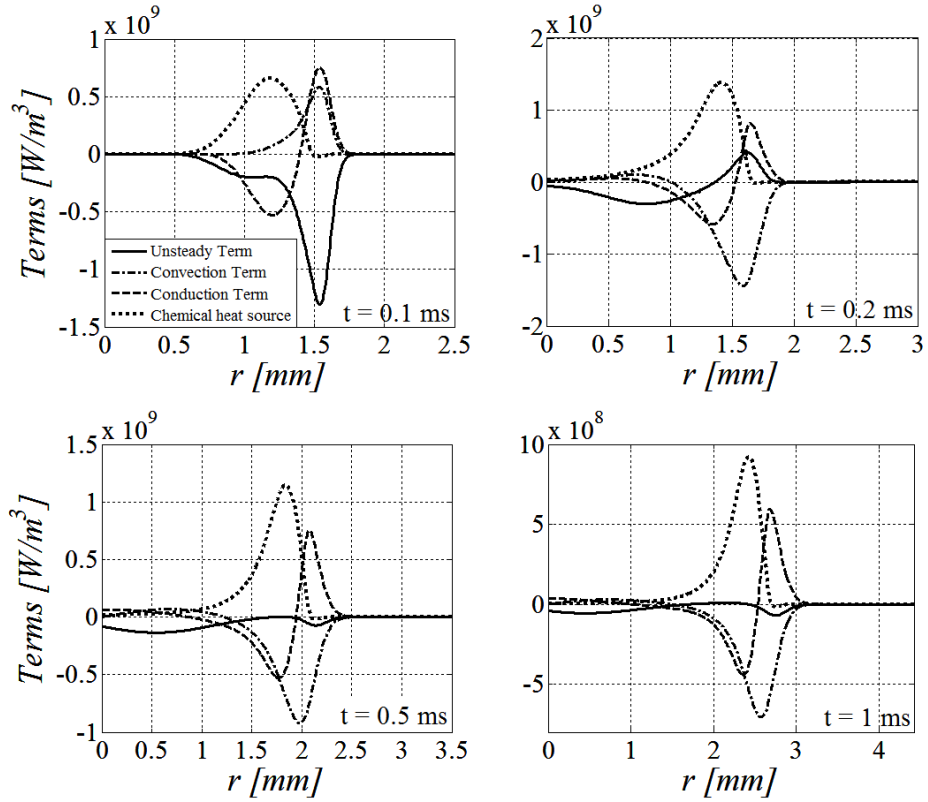 x 10^9
1
0.5
0
-0.5
-1
-1.5
Terms [W/m^3]
Unsteady Term
Convection Term
Conduction Term
Chemical heat source
t = 0.1 ms
0 0.5 1 1.5 2 2.5
r [mm]
x 10^9
2
1
0
-1
-2
t = 0.2 ms
0 0.5 1 1.5 2 2.5 3
r [mm]
x 10^9
1.5
1
0.5
0
-0.5
-1
Terms [W/m^3]
t = 0.5 ms
0 0.5 1 1.5 2 2.5 3 3.5
r [mm]
x 10^8
10
5
0
-5
t = 1 ms
0 1 2 3 4
r [mm]